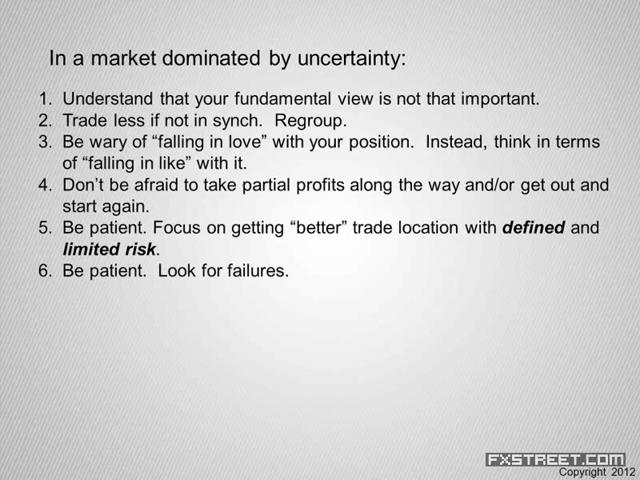 In a market dominated by uncertainty:
1. Understand that your fundamental view is not that important.
2. Trade less if not in synch.  Regroup.
3. Be wary of “falling in love” with your position.  Instead, think in terms
of “falling in like” with it.
4. Don’t be afraid to take partial profits along the way and/or get out and
start again.
5. Be patient. Focus on getting “better” trade location with defined and
limited risk.
6. Be patient.  Look for failures.
FXSTREET.COM
Copyright 2012